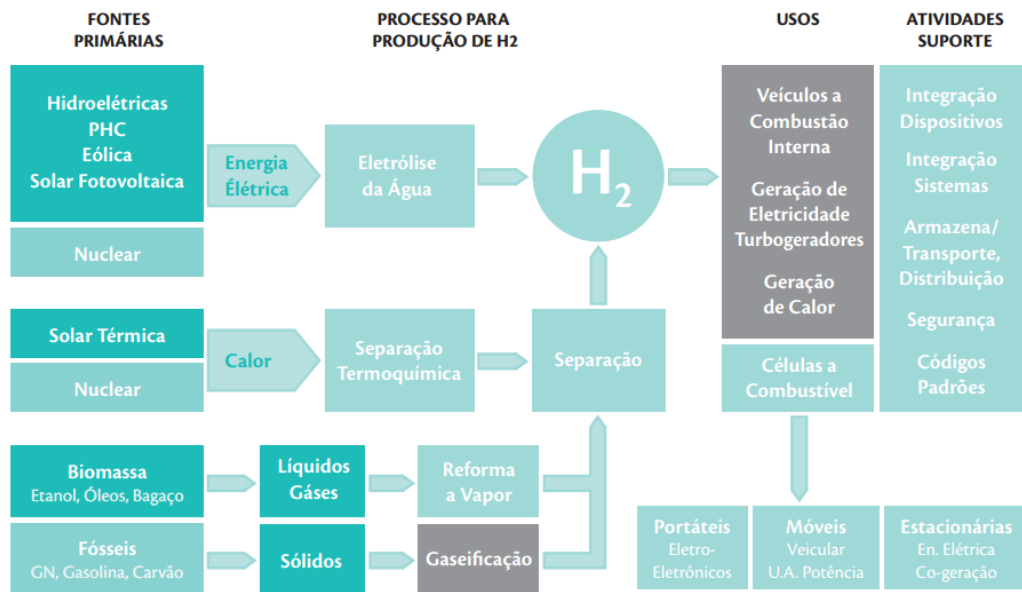 FONTES
PRIMÁRIAS
PROCESSO PARA
PRODUÇÃO DE H2
USOS
ATIVIDADES
SUPORTE
Hidroelétricas
PHC
Eólica
Solar Fotovoltaica
Nuclear
Energia
Élétrica
Eletrólise
da Água
H2
Veículos a
Combustão
Interna
Geração de
Eletricidade
Turbogeradores
Geração
de Calor
Células a
Combustível
Integração
Dispositivos
Integração
Sistemas
Armazena/
Transporte,
Distribuição
Segurança
Códigos
Padrões
Solar Térmica
Nuclear
Calor
Separação
Termoquímica
Separação
Biomassa
Etanol, Óleos, Bagaço
Líquidos
Gáses
Reforma
a Vapor
Fósseis
GN, Gasolina, Carvão
Sólidos
Gaseificação
Portáteis
Eletro-
Eletrônicos
Móveis
Veicular
U.A. Potência
Estacionárias
En. Elétrica
Co-geração